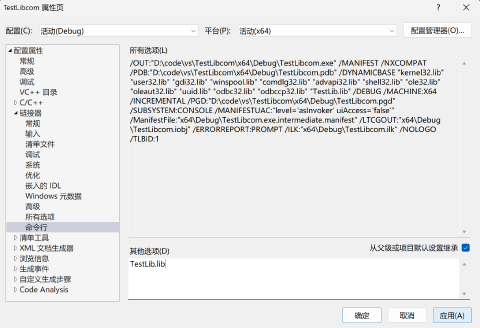 TestLibcom 属性页
配置(C): 活动(Debug) 平台(P): 活动(x64) 配置管理器(O)...
配置属性
常规
高级
调试
VC++ 目录
C/C++
链接器
常规
输入
清单文件
调试
系统
优化
嵌入的 IDL
Windows 元数据
高级
所有选项
命令行
清单工具
XML 文档生成器
浏览信息
生成事件
自定义生成步骤
Code Analysis
所有选项(L)
/OUT:"D:\code\vs\TestLibcom\x64\Debug\TestLibcom.exe" /MANIFEST /NXCOMPAT
/PDB:"D:\code\vs\TestLibcom\x64\Debug\TestLibcom.pdb" /DYNAMICBASE "kernel32.lib"
"user32.lib" "gdi32.lib" "winspool.lib" "comdlg32.lib" "advapi32.lib" "shell32.lib" "ole32.lib"
"oleaut32.lib" "uuid.lib" "odbc32.lib" "odbccp32.lib" "TestLib.lib" /DEBUG /MACHINE:X64
/INCREMENTAL /PGD:"D:\code\vs\TestLibcom\x64\Debug\TestLibcom.pgd"
/SUBSYSTEM:CONSOLE /MANIFESTUAC:"level='asInvoker' uiAccess='false'"
/ManifestFile:"x64\Debug\TestLibcom.exe.intermediate.manifest" /LTCGOUT:"x64\Debug
\TestLibcom.iobj" /ERRORREPORT:PROMPT /ILK:"x64\Debug\TestLibcom.ilk" /NOLOGO
/TLBID:1
其他选项(D) 从父级或项目默认设置继承
TestLib.lib
确定 取消 应用(A)